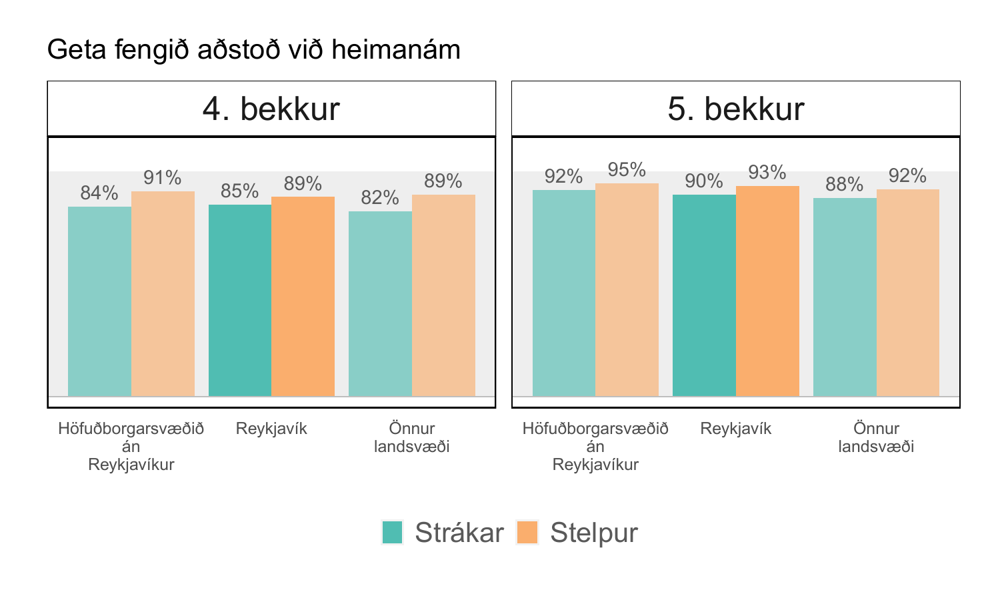 Geta fengið aðstoð við heimanám
4. bekkur
84% 91% 85% 89% 82% 89%
Höfuðborgarsvæðið
án
Reykjavíkur
Reykjavík
Önnur
landsvæði
5. bekkur
92% 95% 90% 93% 88% 92%
Höfuðborgarsvæðið
án
Reykjavíkur
Reykjavík
Önnur
landsvæði
Strákar Stelpur